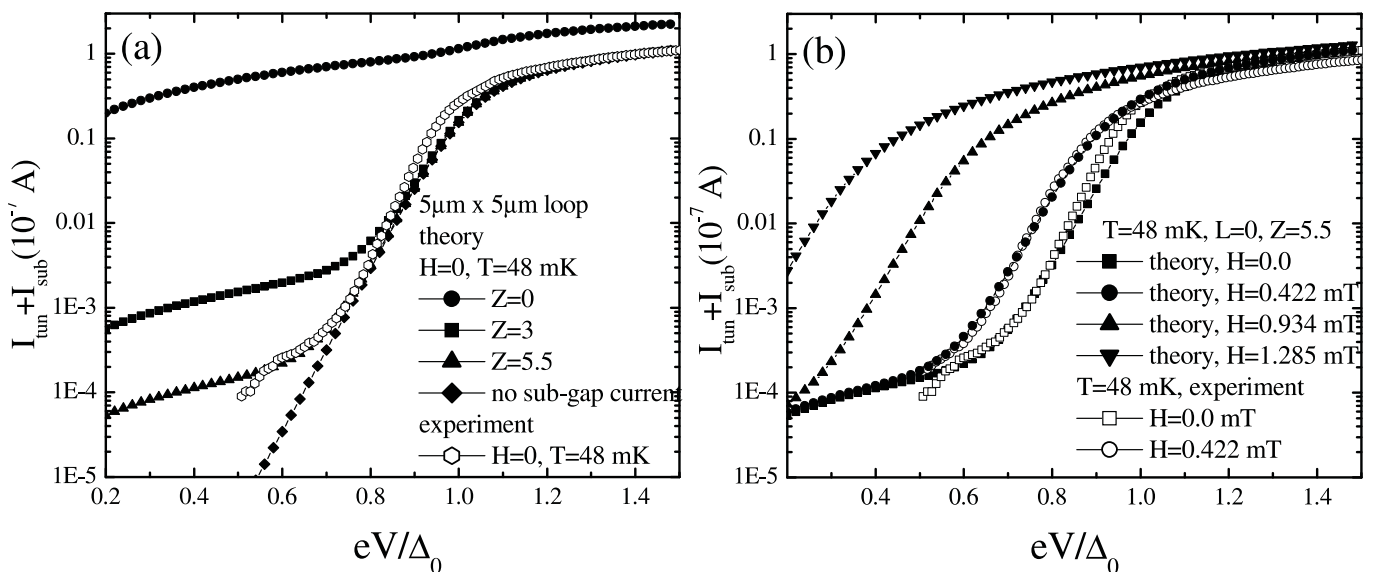 (a)
1
0.1
0.01
1E-3
1E-4
1E-5
I_tun+I_sub(10^-7 A)
5μm x 5μm loop
theory
H=0, T=48 mK
Z=0
Z=3
Z=5.5
no sub-gap current
experiment
H=0, T=48 mK
0.2 0.4 0.6 0.8 1.0 1.2 1.4
eV/Δ_0
(b)
1
0.1
0.01
1E-3
1E-4
1E-5
I_tun+I_sub(10^-7 A)
T=48 mK, L=0, Z=5.5
theory, H=0.0
theory, H=0.422 mT
theory, H=0.934 mT
theory, H=1.285 mT
T=48 mK, experiment
H=0.0 mT
H=0.422 mT
0.4 0.6 0.8 1.0 1.2 1.4
eV/Δ_0